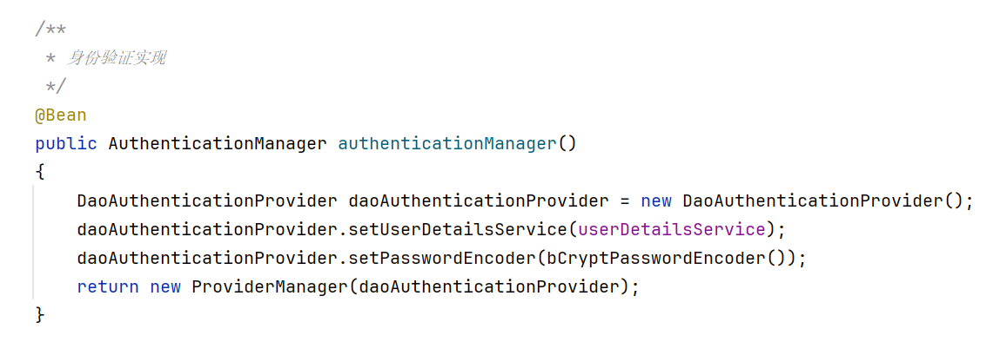 /**
 * 身份验证实现
 */
@Bean
public AuthenticationManager authenticationManager()
{
    DaoAuthenticationProvider daoAuthenticationProvider = new DaoAuthenticationProvider();
    daoAuthenticationProvider.setUserDetailsService(userDetailsService);
    daoAuthenticationProvider.setPasswordEncoder(bCryptPasswordEncoder());
    return new ProviderManager(daoAuthenticationProvider);
}